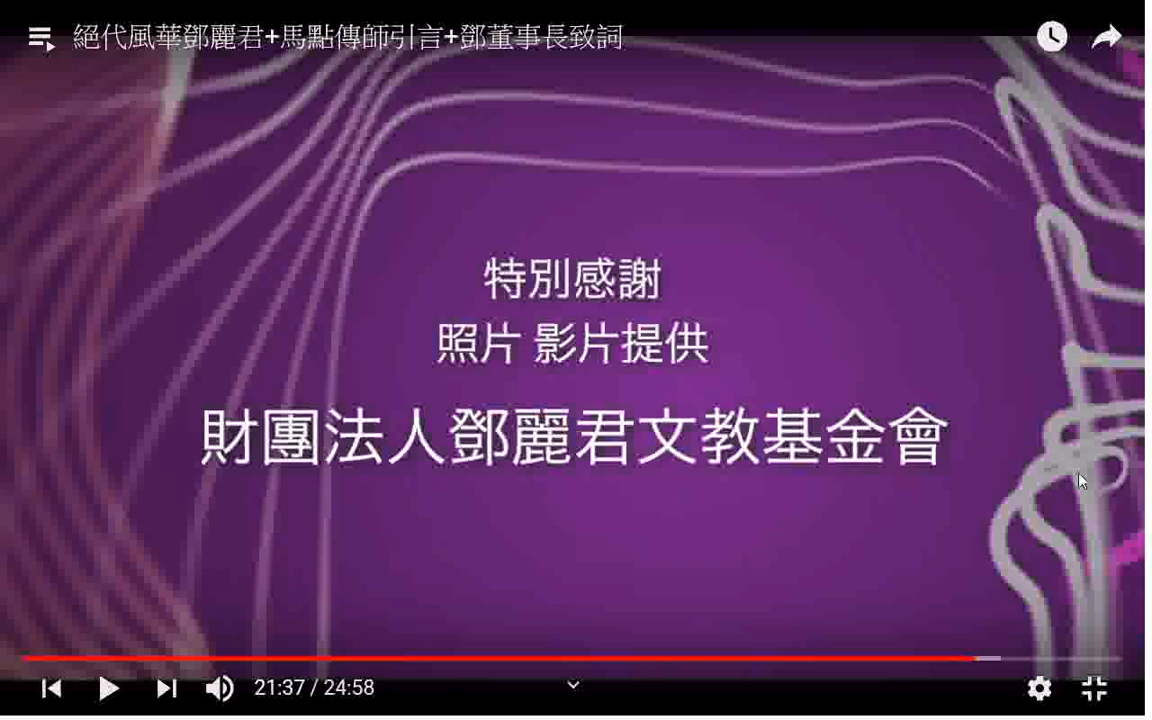 絕代風華鄧麗君+馬點傳師引言+鄧董事長致詞
特別感謝
照片 影片提供
財團法人鄧麗君文教基金會
21:37 / 24:58